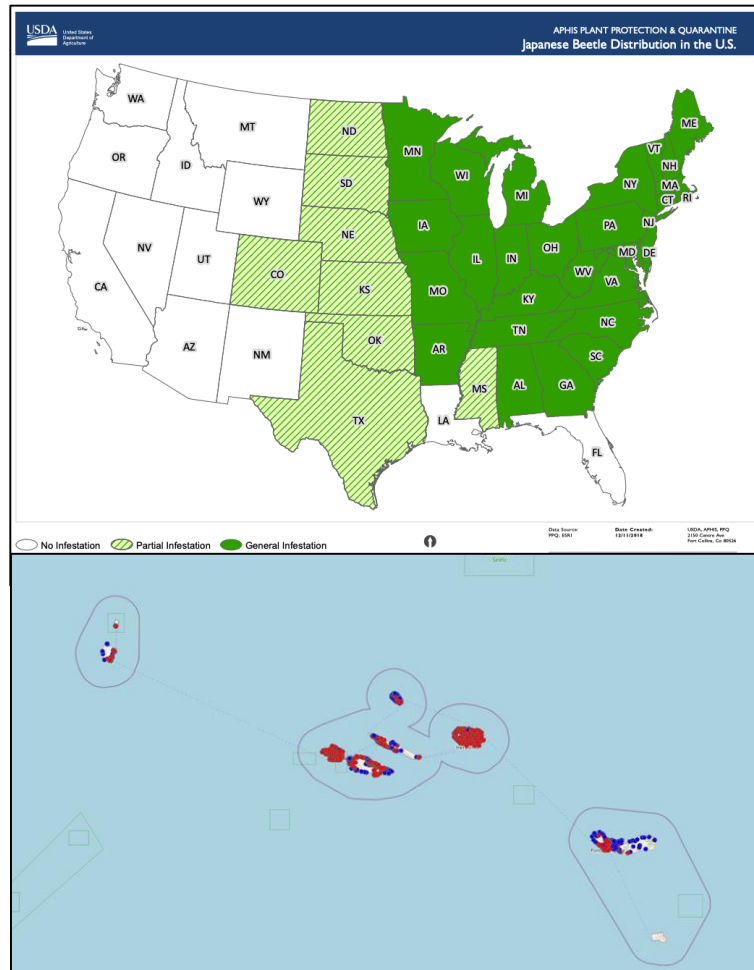 USDA
United States
Department of
Agriculture
APHIS PLANT PROTECTION & QUARANTINE
Japanese Beetle Distribution in the U.S.
WA
MT
ND
MN
ME
OR
ID
WY
SD
WI
MI
VT
NH
NY
MA
CT
RI
NV
UT
CO
NE
IA
IL
IN
OH
PA
NJ
MD
DE
CA
KS
MO
KY
WV
VA
AZ
NM
OK
AR
TN
NC
SC
TX
LA
MS
AL
GA
FL
No Infestation
Partial Infestation
General Infestation
Data Source:
PPQ; ESRI
Date Created:
12/11/2018
USDA, APHIS, PPQ
2150 Centre Ave
Fort Collins, Co 80526